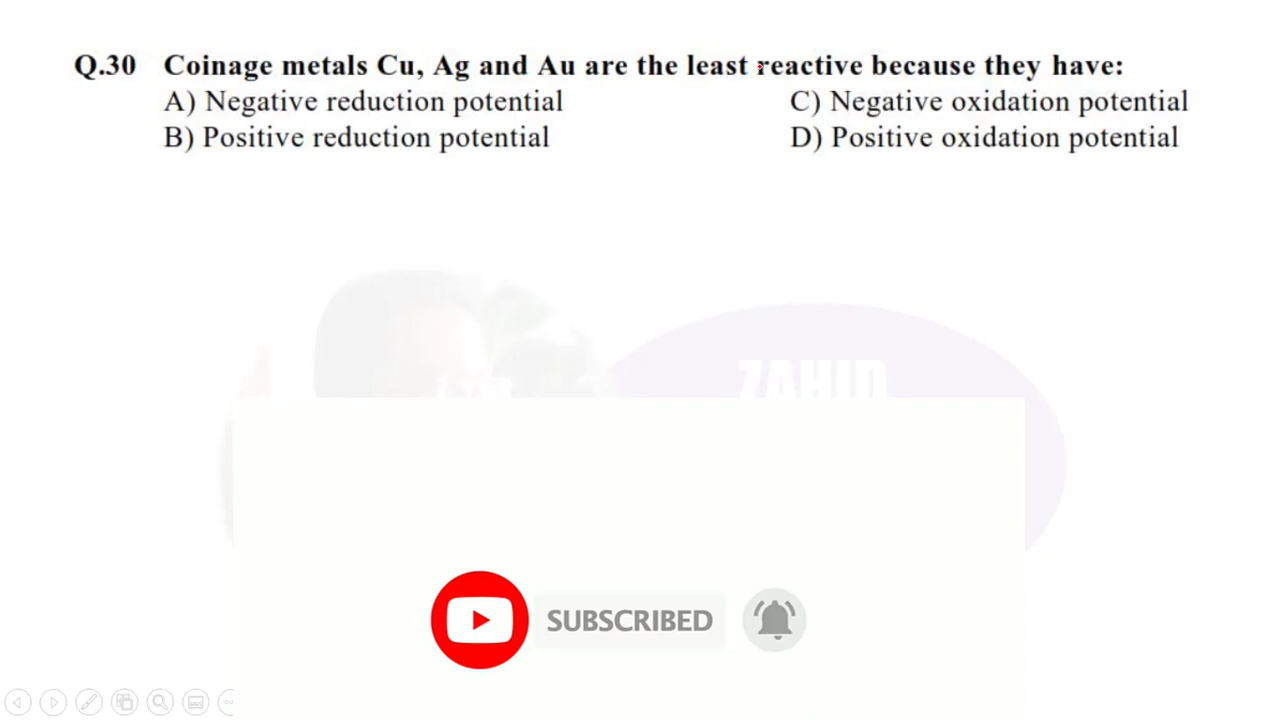 Q.30 Coinage metals Cu, Ag and Au are the least reactive because they have:
A) Negative reduction potential C) Negative oxidation potential
B) Positive reduction potential D) Positive oxidation potential
ZAHID
SUBSCRIBED